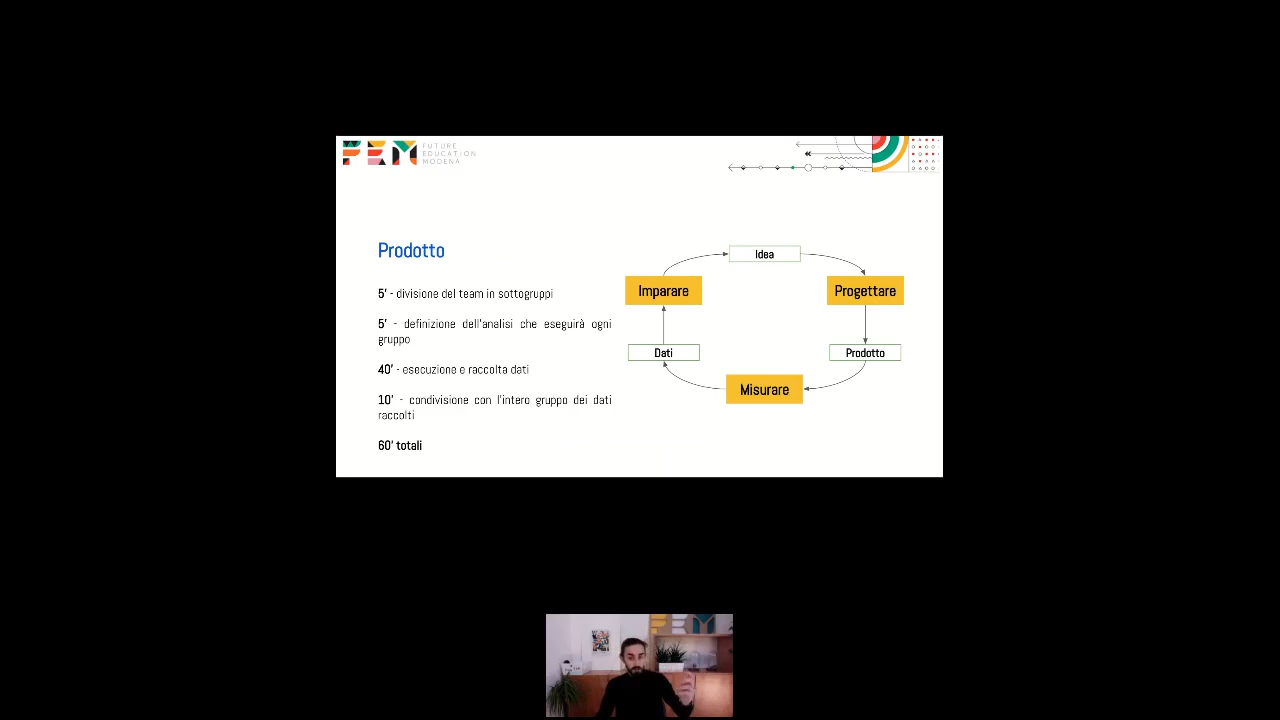 FEM
FUTURE
EDUCATION
MODENA
Prodotto
5' - divisione del team in sottogruppi
5' - definizione dell'analisi che eseguirà ogni
gruppo
40' - esecuzione e raccolta dati
10' - condivisione con l'intero gruppo dei dati
raccolti
60' totali
Idea
Imparare
Progettare
Dati
Prodotto
Misurare